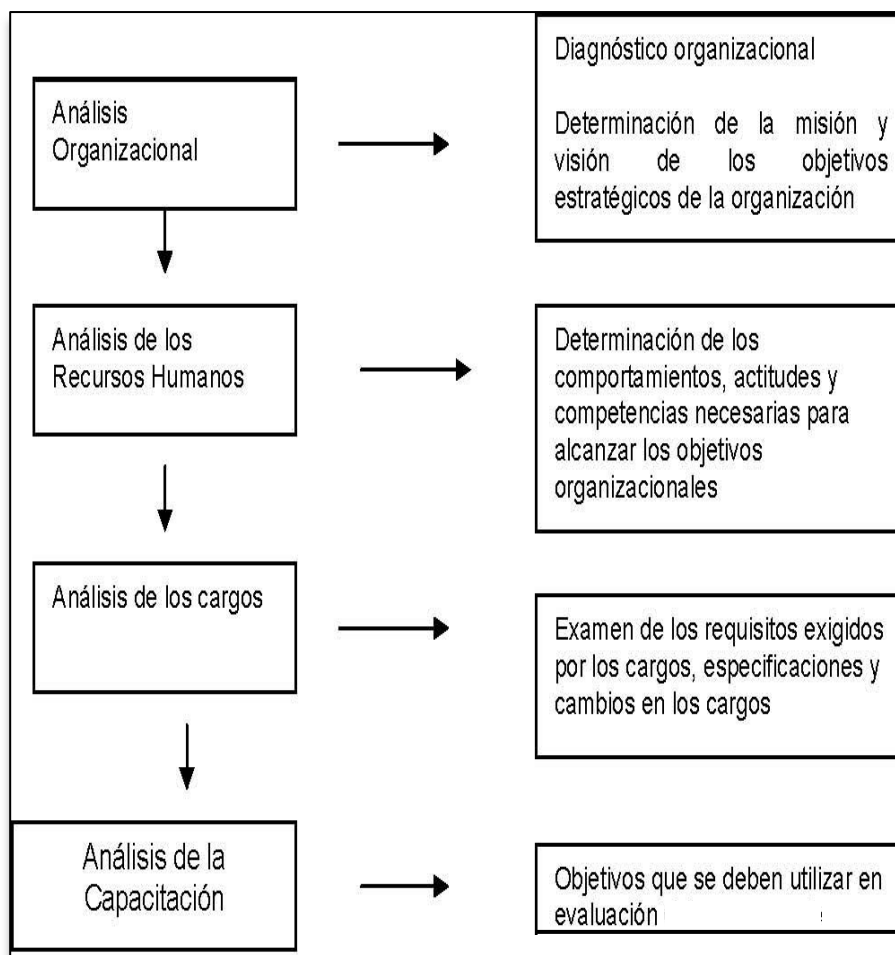 Análisis
Organizacional
Diagnóstico organizacional
Determinación de la misión y
visión de los objetivos
estratégicos de la organización
Análisis de los
Recursos Humanos
Determinación de los
comportamientos, actitudes y
competencias necesarias para
alcanzar los objetivos
organizacionales
Análisis de los cargos
Examen de los requisitos exigidos
por los cargos, especificaciones y
cambios en los cargos
Análisis de la
Capacitación
Objetivos que se deben utilizar en
evaluación